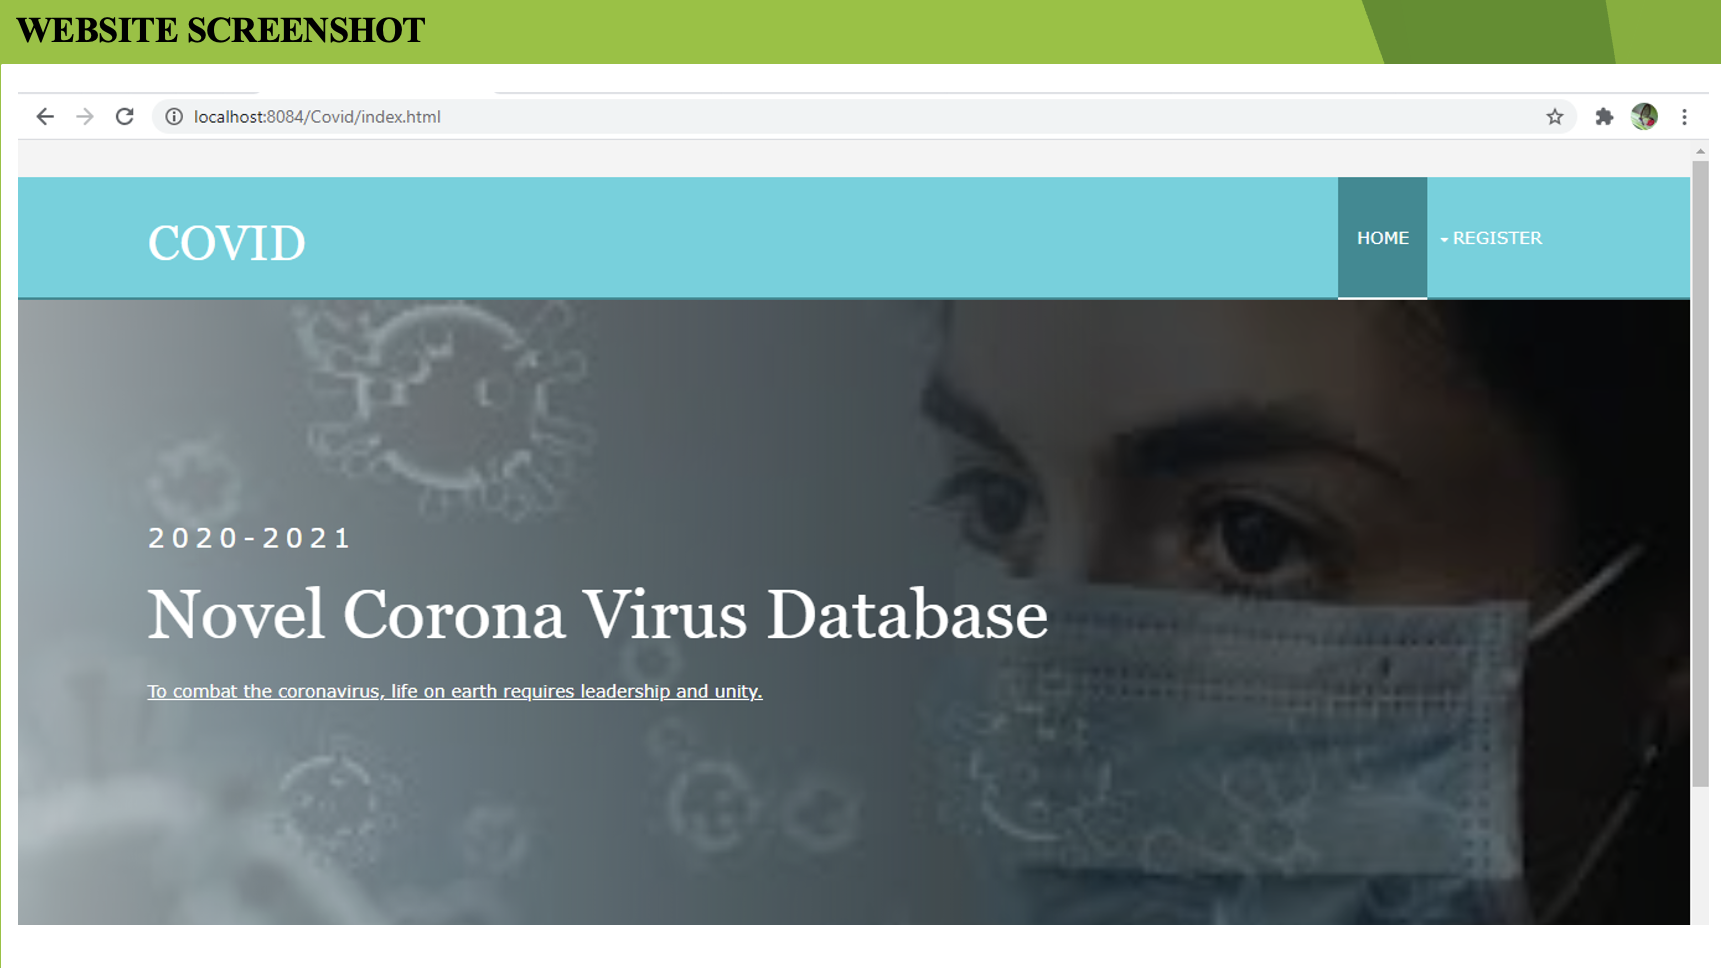 WEBSITE SCREENSHOT
localhost:8084/Covid/index.html
COVID
HOME
REGISTER
2020-2021
Novel Corona Virus Database
To combat the coronavirus, life on earth requires leadership and unity.